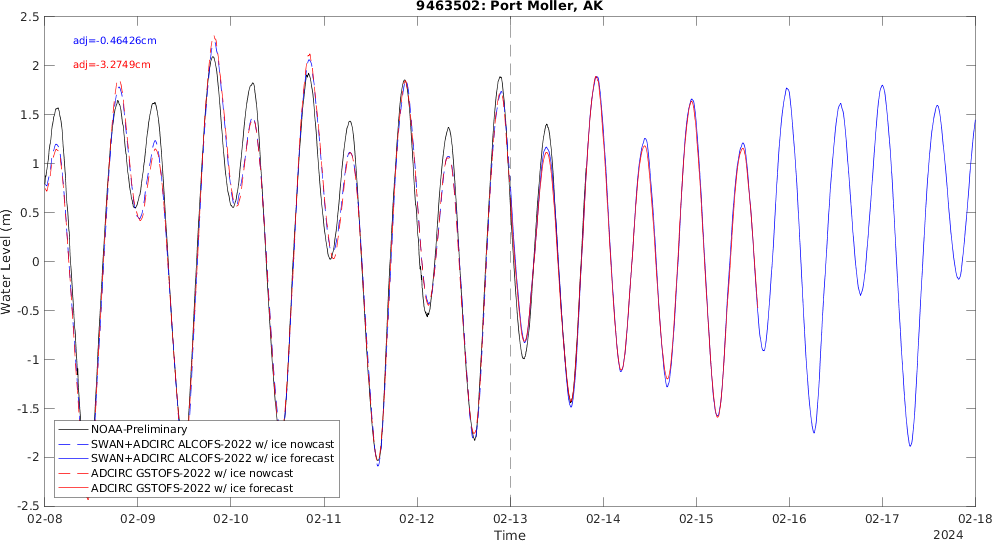 9463502: Port Moller, AK
adj=-0.46426cm
adj=-3.2749cm
Water Level (m)
2.5
2
1.5
1
0.5
0
-0.5
-1
-1.5
-2
-2.5
NOAA-Preliminary
SWAN+ADCIRC ALCOFS-2022 w/ ice nowcast
SWAN+ADCIRC ALCOFS-2022 w/ ice forecast
ADCIRC GSTOFS-2022 w/ ice nowcast
ADCIRC GSTOFS-2022 w/ ice forecast
02-08 02-09 02-10 02-11 02-12 02-13 02-14 02-15 02-16 02-17 02-18
Time
2024